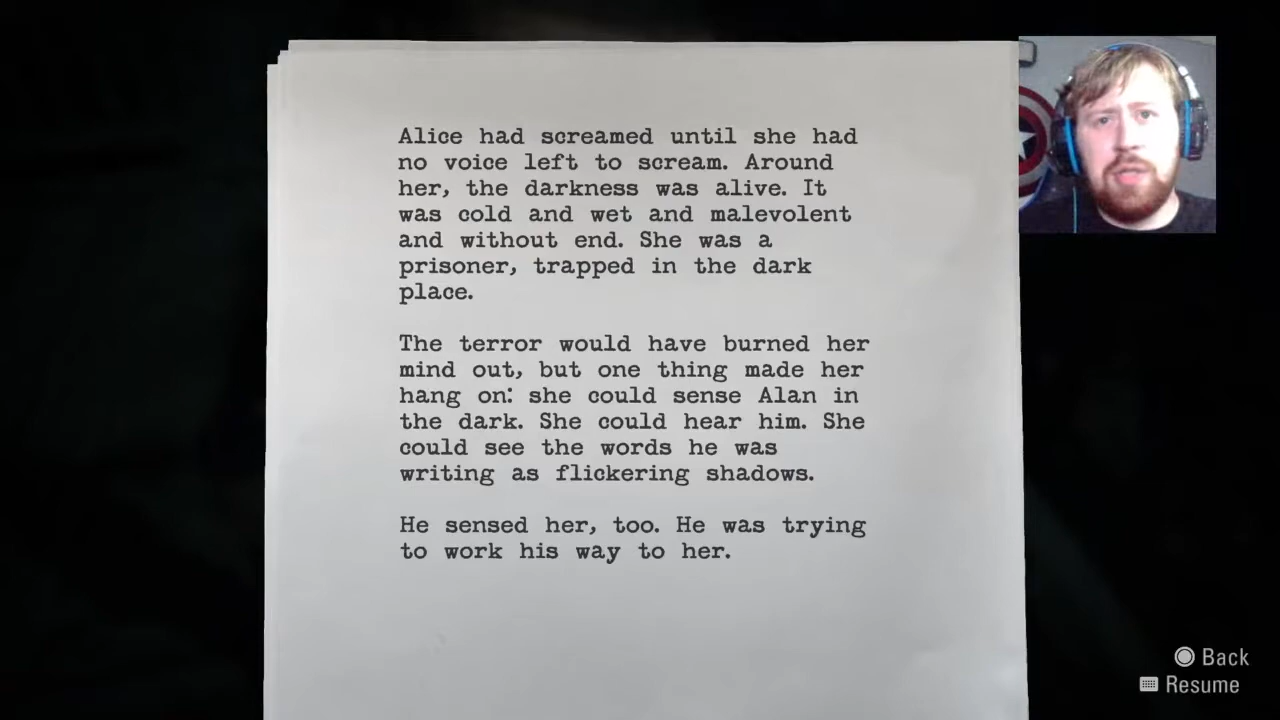 Alice had screamed until she had
no voice left to scream. Around
her, the darkness was alive. It
was cold and wet and malevolent
and without end. She was a
prisoner, trapped in the dark
place.
The terror would have burned her
mind out, but one thing made her
hang on: she could sense Alan in
the dark. She could hear him. She
could see the words he was
writing as flickering shadows.
He sensed her, too. He was trying
to work his way to her.
Back
Resume